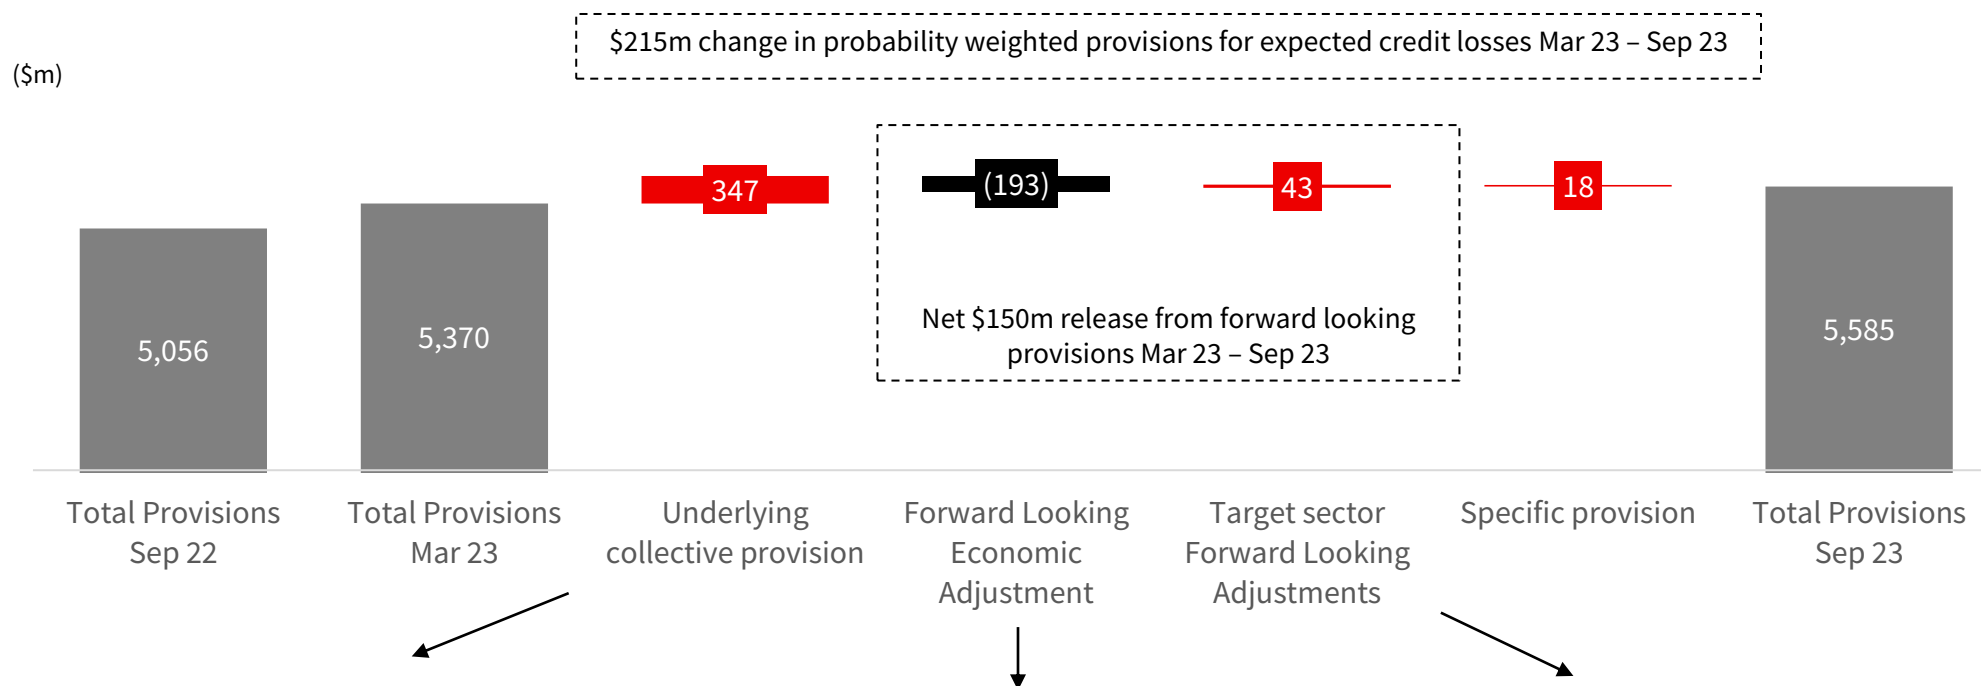 $215m change in probability weighted provisions for expected credit losses Mar 23 – Sep 23
($m)
347
(193)
43
18
Net $150m release from forward looking
provisions Mar 23 – Sep 23
5,056
5,370
5,585
Total Provisions
Sep 22
Total Provisions
Mar 23
Underlying
collective provision
Forward Looking
Economic
Adjustment
Target sector
Forward Looking
Adjustments
Specific provision
Total Provisions
Sep 23